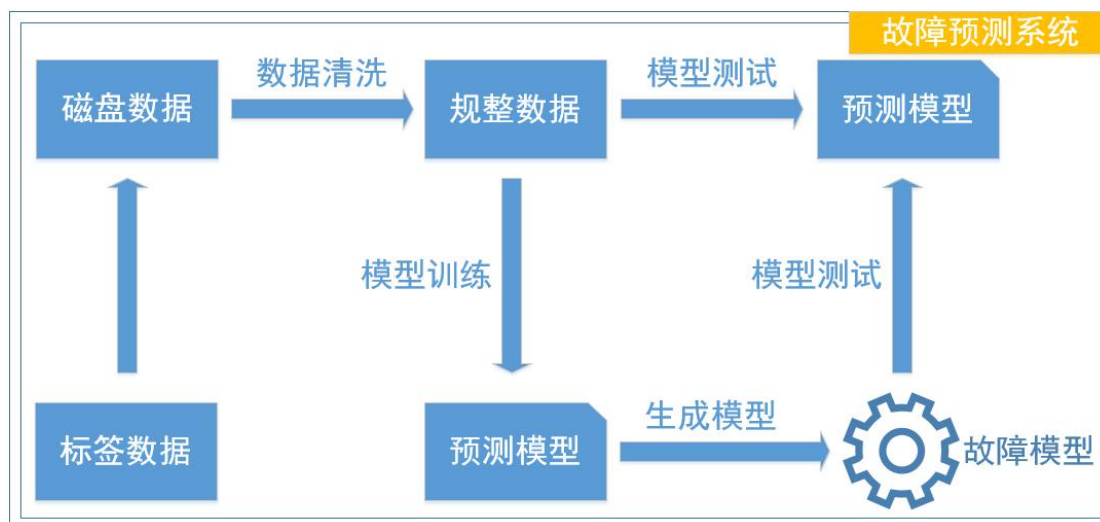 故障预测系统
磁盘数据
数据清洗
规整数据
模型测试
预测模型
模型训练
模型测试
标签数据
预测模型
生成模型
故障模型